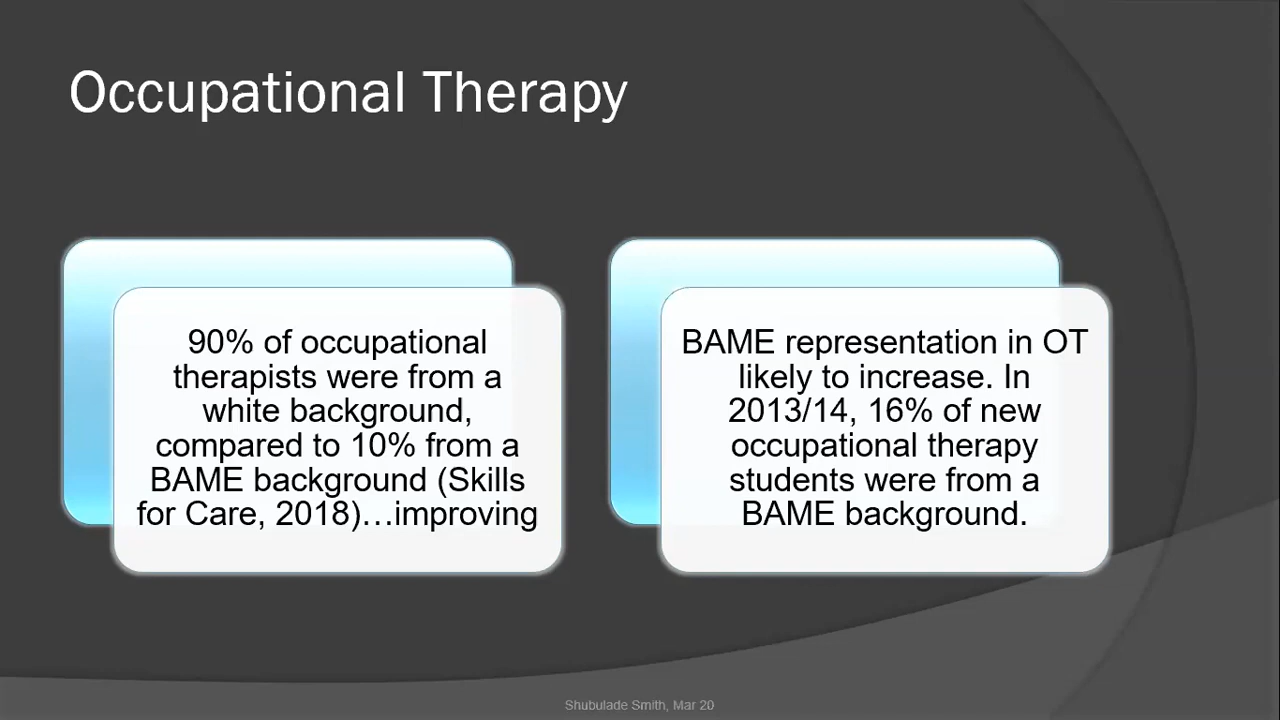 Occupational Therapy
90% of occupational
therapists were from a
white background,
compared to 10% from a
BAME background (Skills
for Care, 2018)…improving
BAME representation in OT
likely to increase. In
2013/14, 16% of new
occupational therapy
students were from a
BAME background.
Shubulade Smith, Mar 20